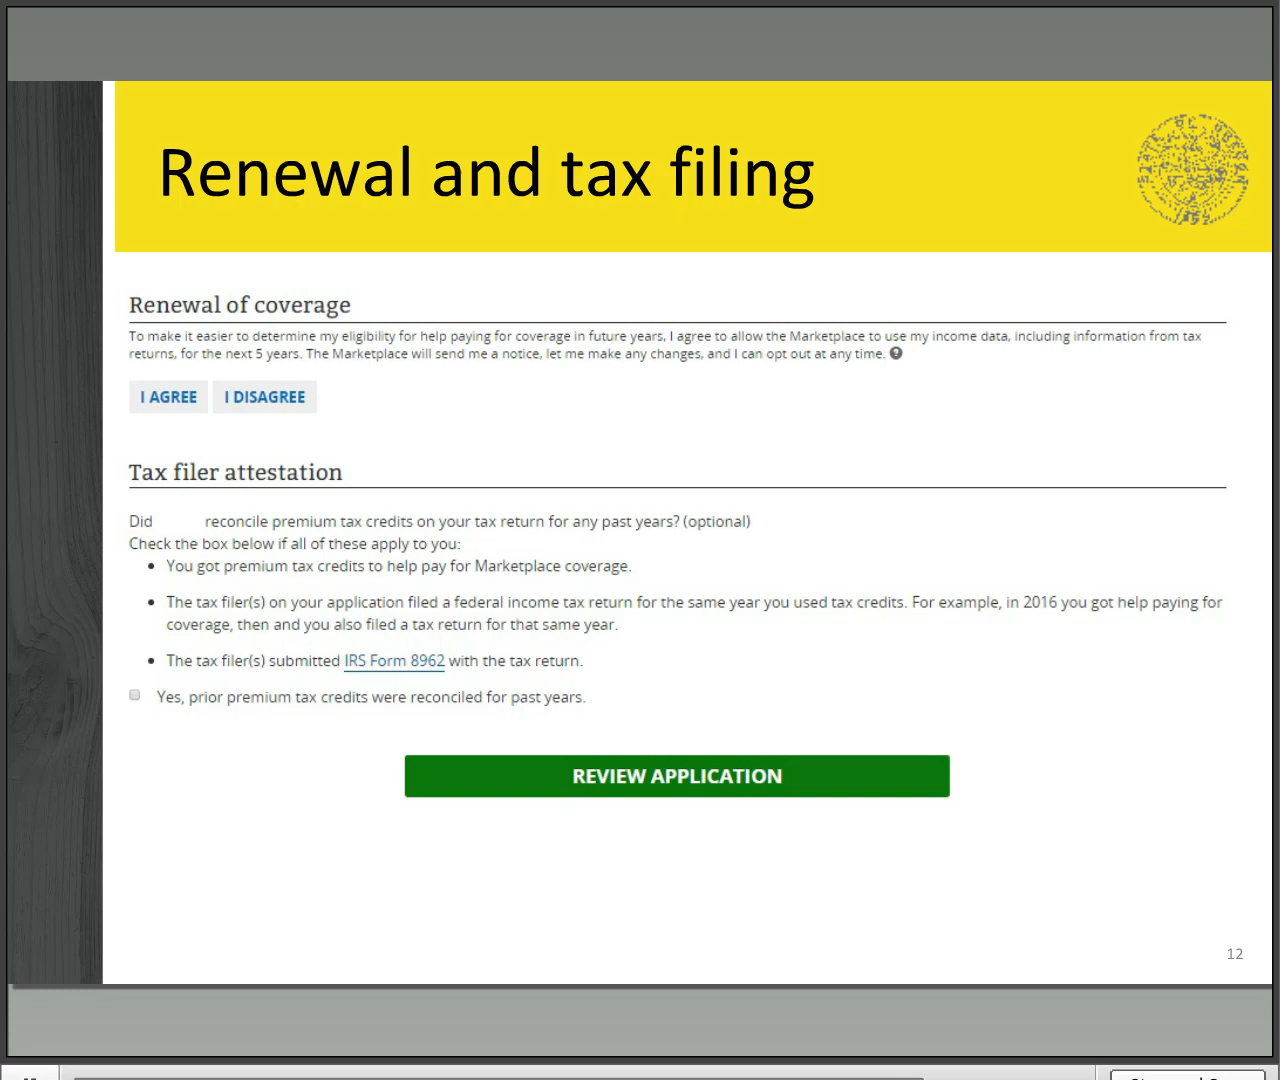 Renewal and tax filing
Renewal of coverage
To make it easier to determine my eligibility for help paying for coverage in future years, I agree to allow the Marketplace to use my income data, including information from tax
returns, for the next 5 years. The Marketplace will send me a notice, let me make any changes, and I can opt out at any time.
I AGREE
I DISAGREE
Tax filer attestation
Did reconcile premium tax credits on your tax return for any past years? (optional)
Check the box below if all of these apply to you:
• You got premium tax credits to help pay for Marketplace coverage.
• The tax filer(s) on your application filed a federal income tax return for the same year you used tax credits. For example, in 2016 you got help paying for
coverage, then and you also filed a tax return for that same year.
• The tax filer(s) submitted IRS Form 8962 with the tax return.
Yes, prior premium tax credits were reconciled for past years.
REVIEW APPLICATION
12